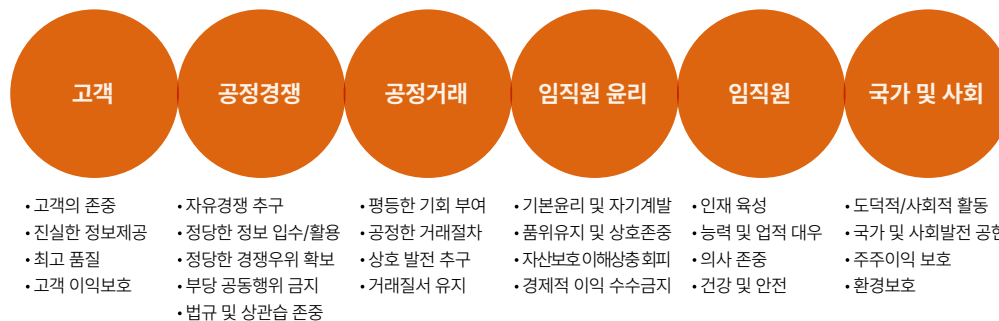 고객
공정경쟁
공정거래
임직원 윤리
임직원
국가 및 사회
• 고객의 존중
• 진실한 정보제공
• 최고 품질
• 고객 이익보호
• 자유경쟁 추구
• 정당한 정보 입수/활용
• 정당한 경쟁우위 확보
• 부당 공동행위 금지
• 법규 및 상관습 존중
• 평등한 기회 부여
• 공정한 거래절차
• 상호 발전 추구
• 거래질서 유지
• 기본윤리 및 자기계발
• 품위유지 및 상호존중
• 자산보호 이해상충 회피
• 경제적 이익 수수금지
• 인재 육성
• 능력 및 업적 대우
• 의사 존중
• 건강 및 안전
• 도덕적/사회적 활동
• 국가 및 사회발전
• 주주이익 보호
• 환경보호